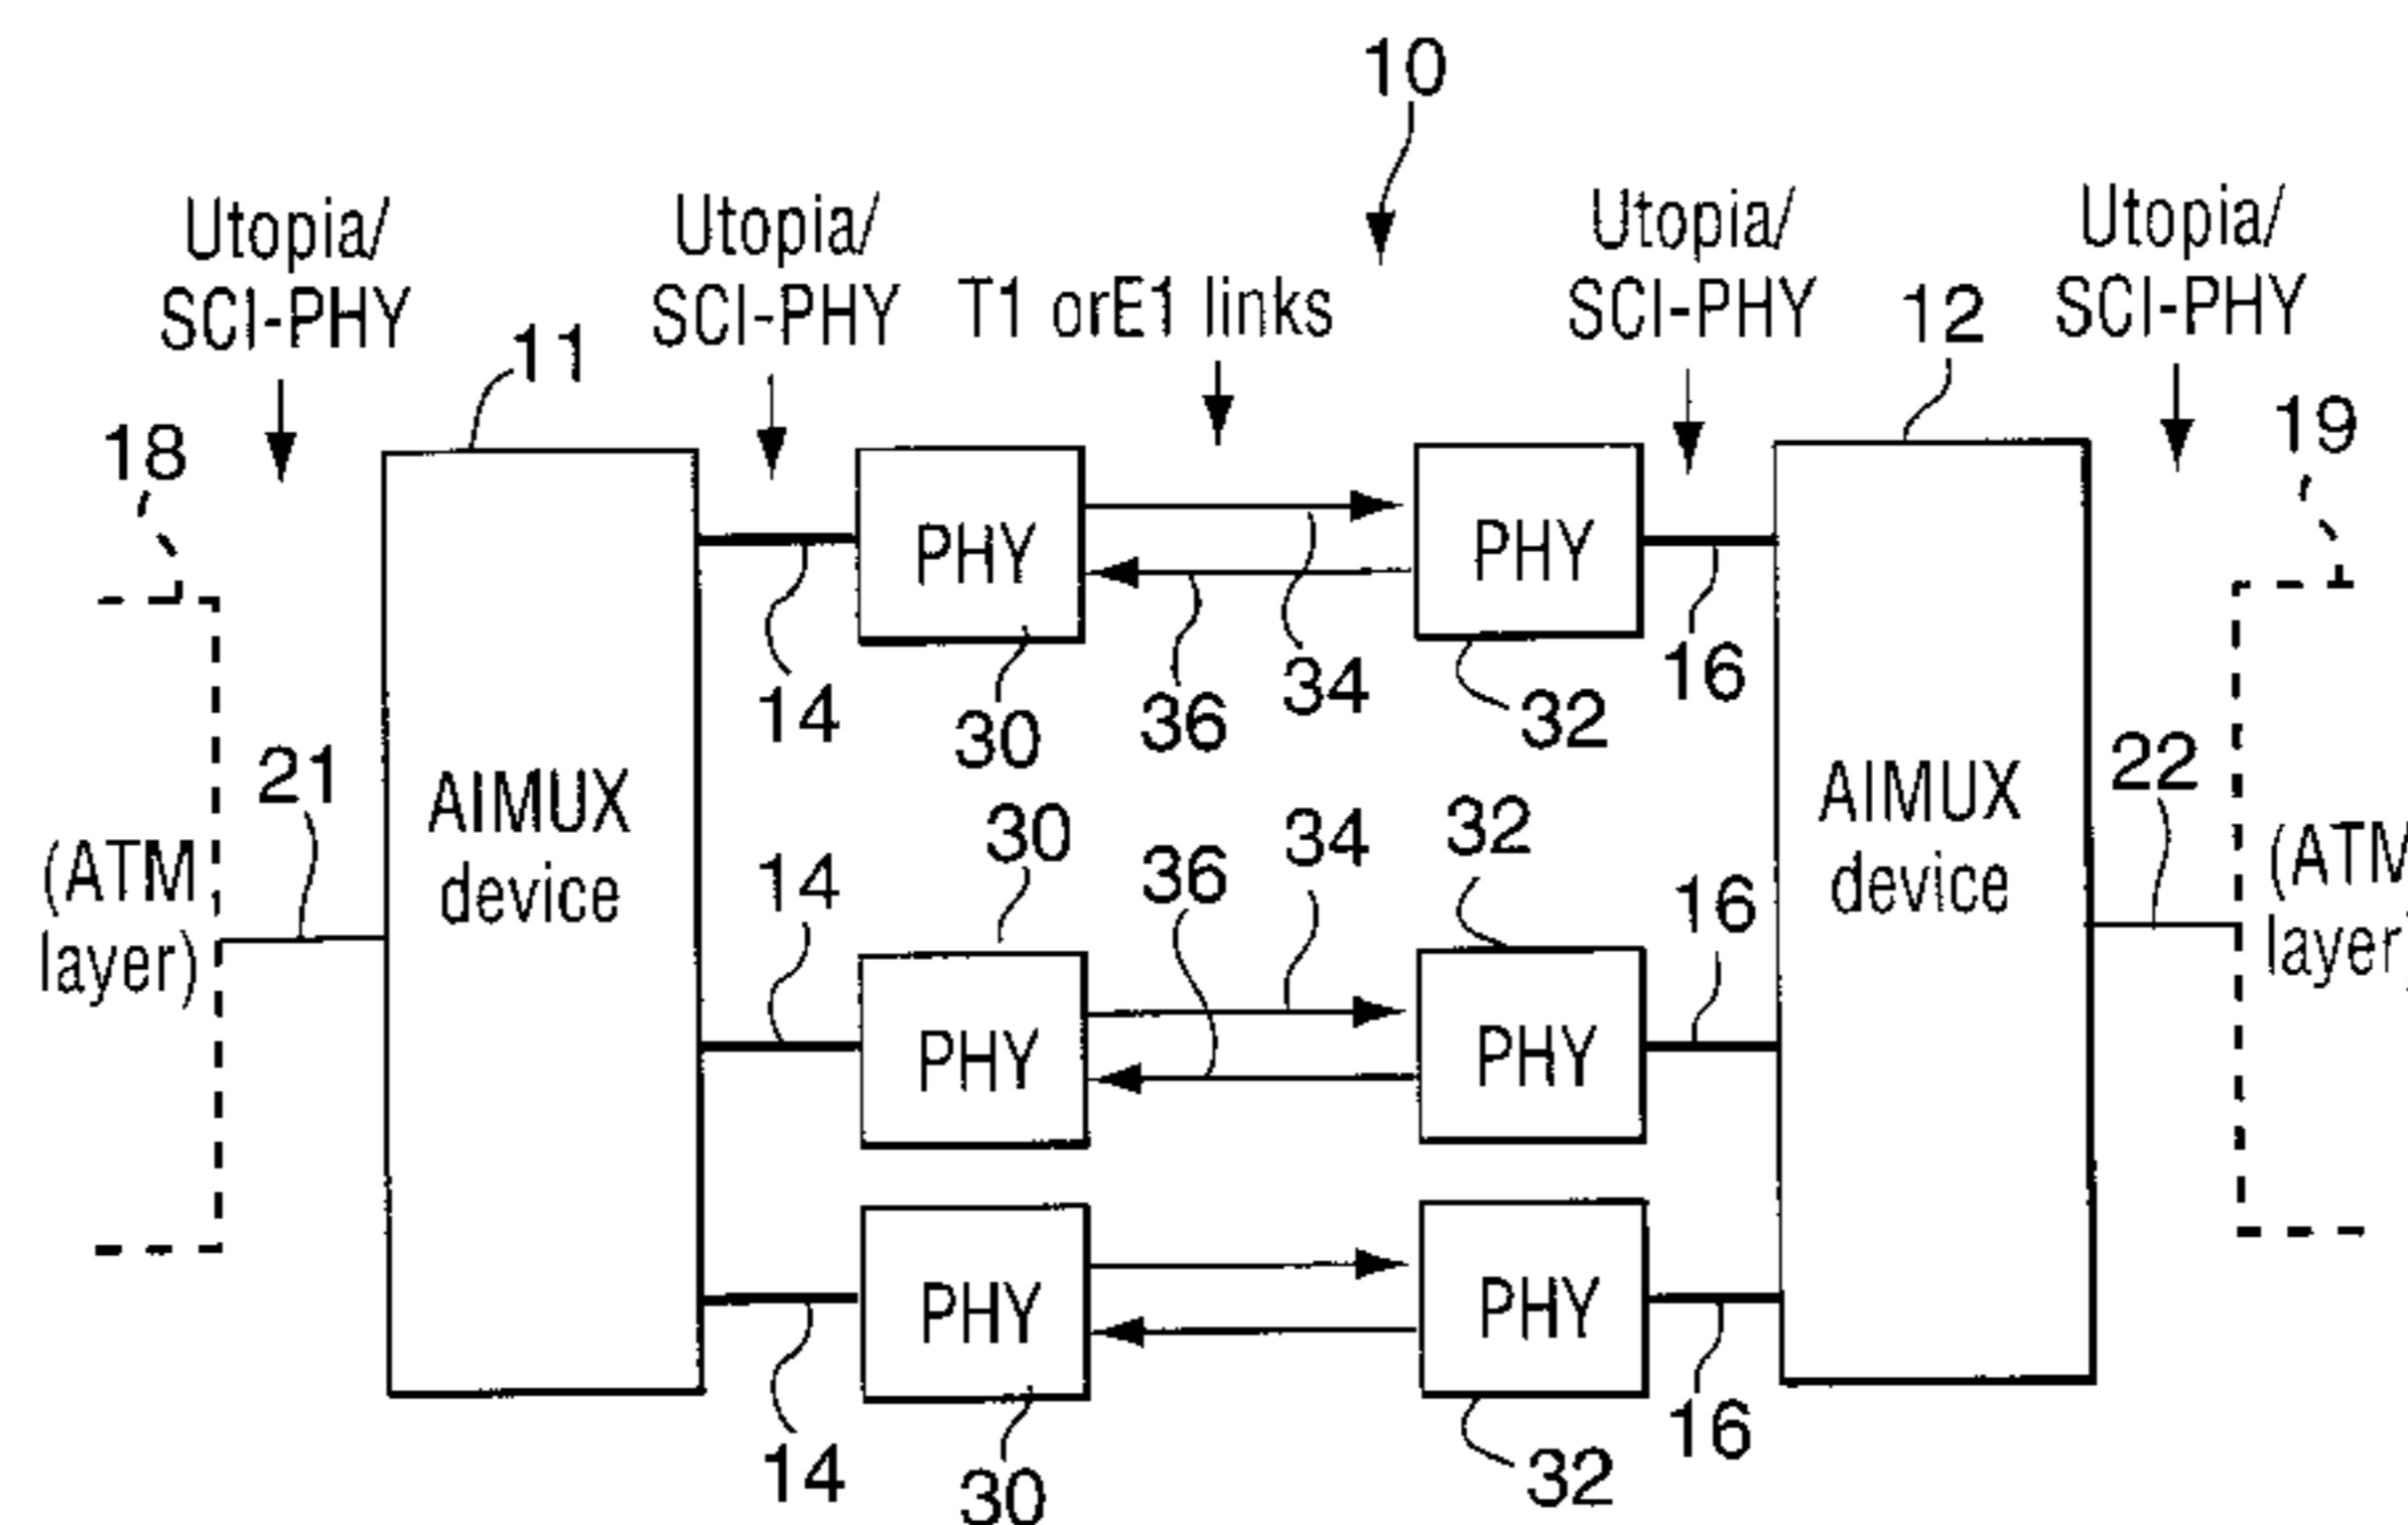 10
Utopia/
SCI-PHY
Utopia/
SCI-PHY
T1 orE1 links
Utopia/
SCI-PHY
Utopia/
SCI-PHY
11
12
18
19
PHY
PHY
14
30
36
34
32
16
21
22
AIMUX
device
AIMUX
device
(ATM
layer)
(ATM
layer)
14
30
36
34
32
16
PHY
PHY
PHY
PHY
14
30
32
16